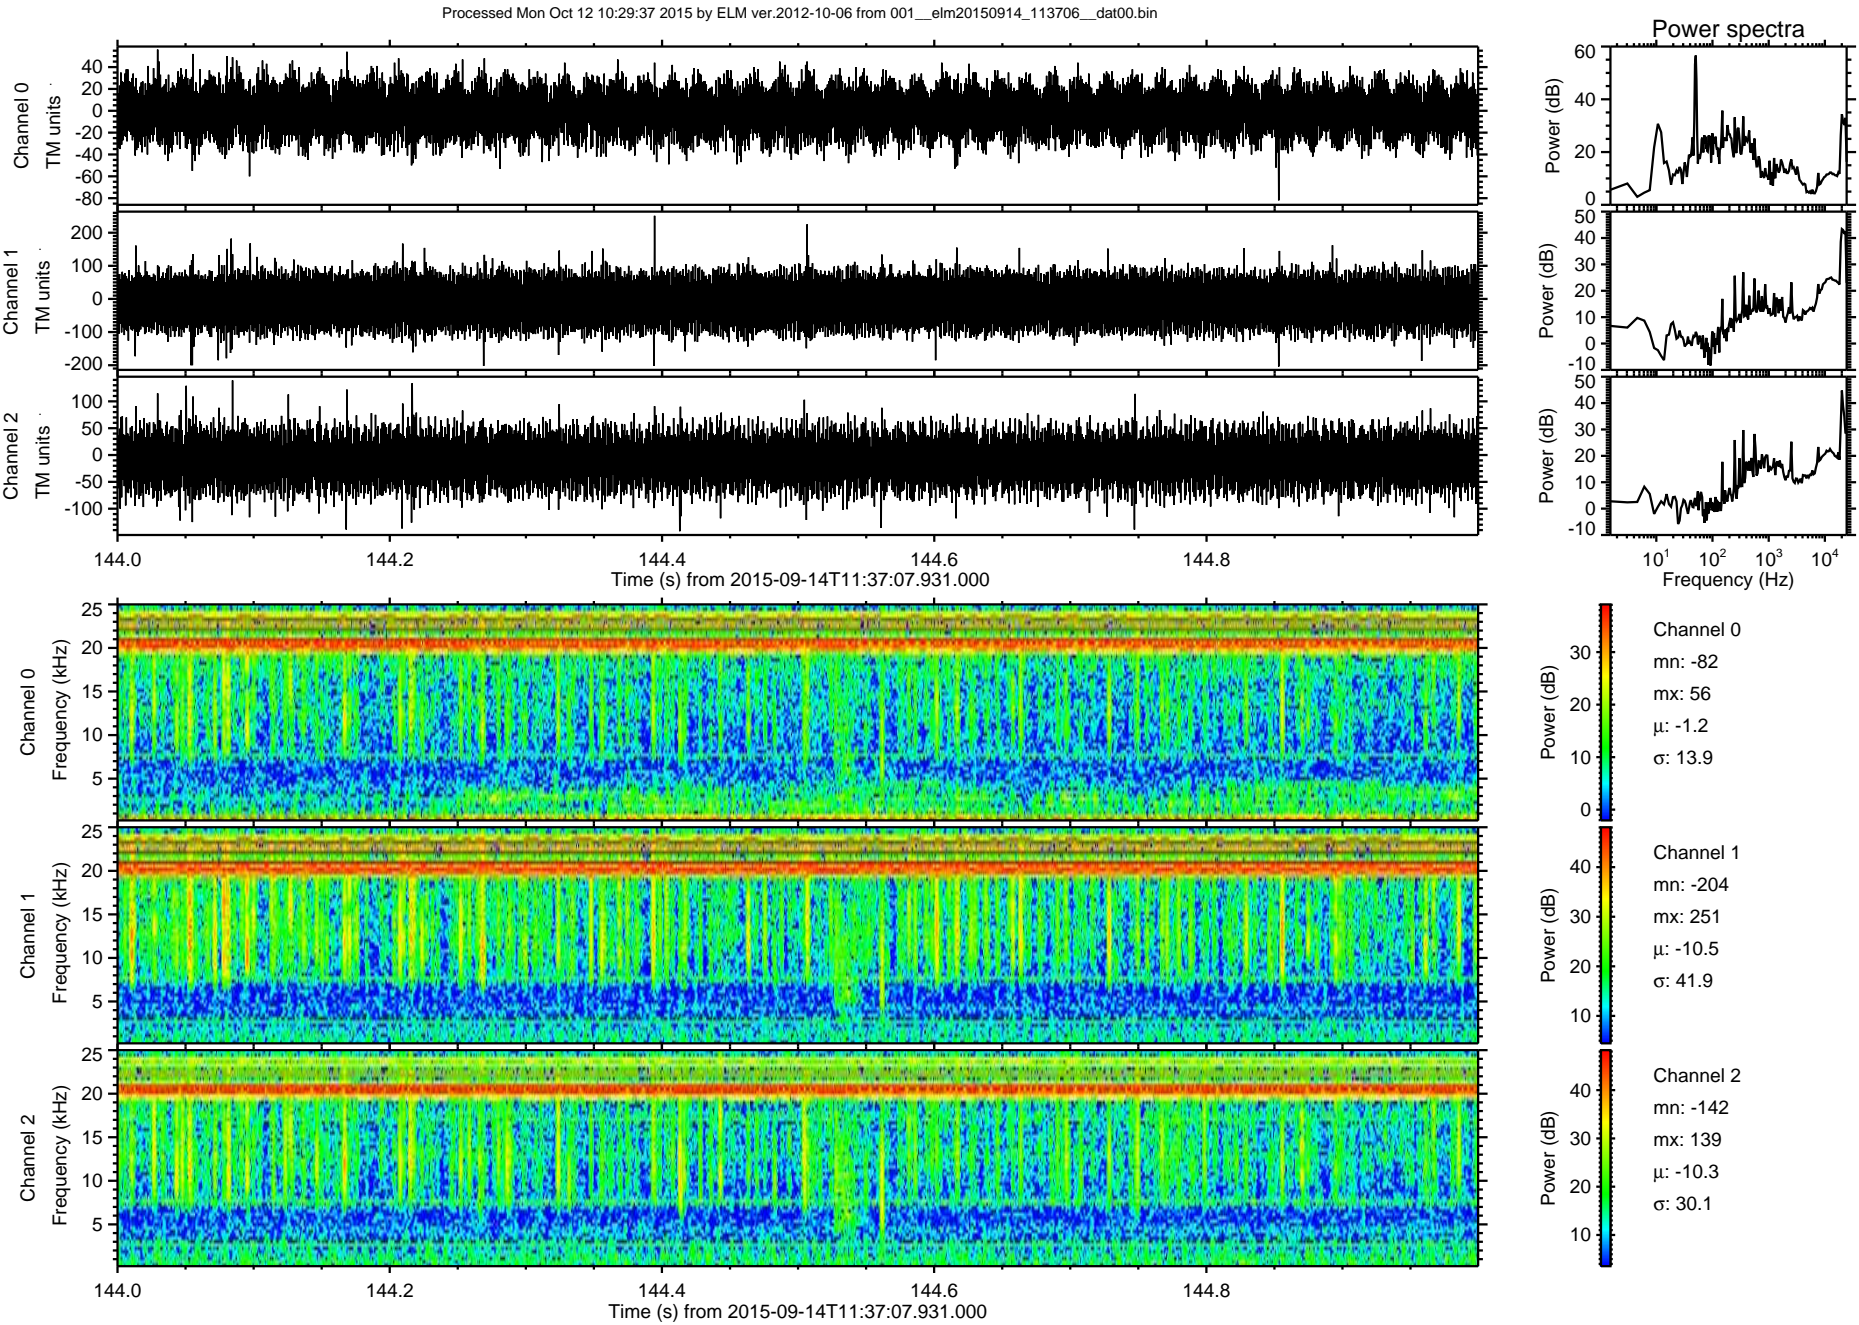 Processed Mon Oct 12 10:29:37 2015 by ELM ver.2012-10-06 from 001__elm20150914_113706__dat00.bin
Power spectra
Channel 0
TM units
40
20
0
-20
-40
-60
-80
Power (dB)
60
40
20
0
Channel 1
TM units
200
100
0
-100
-200
Power (dB)
50
40
30
20
10
0
-10
Channel 2
TM units
100
50
0
-50
-100
Power (dB)
50
40
30
20
10
0
-10
144.0 144.2 144.4 144.6 144.8
Time (s) from 2015-09-14T11:37:07.931.000
10^1 10^2 10^3 10^4
Frequency (Hz)
Channel 0
Frequency (kHz)
25
20
15
10
5
Power (dB)
30
20
10
0
Channel 0
mn: -82
mx: 56
μ: -1.2
σ: 13.9
Channel 1
Frequency (kHz)
25
20
15
10
5
Power (dB)
40
30
20
10
Channel 1
mn: -204
mx: 251
μ: -10.5
σ: 41.9
Channel 2
Frequency (kHz)
25
20
15
10
5
Power (dB)
40
30
20
10
Channel 2
mn: -142
mx: 139
μ: -10.3
σ: 30.1
144.0 144.2 144.4 144.6 144.8
Time (s) from 2015-09-14T11:37:07.931.000